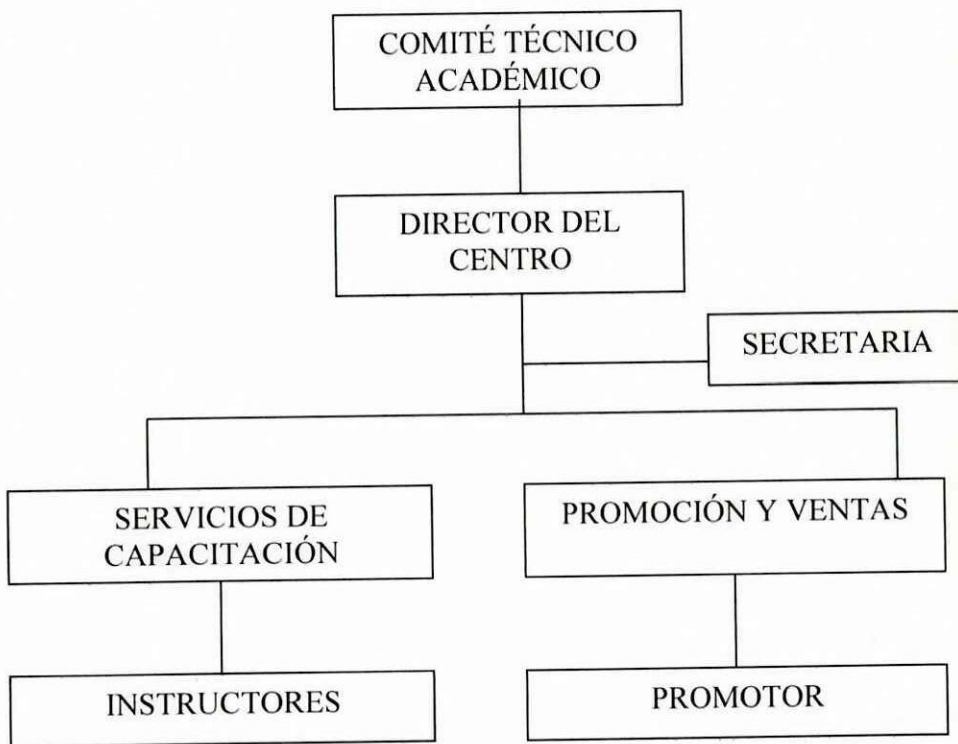 COMITÉ TÉCNICO
ACADÉMICO
DIRECTOR DEL
CENTRO
SECRETARIA
SERVICIOS DE
CAPACITACIÓN
PROMOCIÓN Y VENTAS
INSTRUCTORES
PROMOTOR